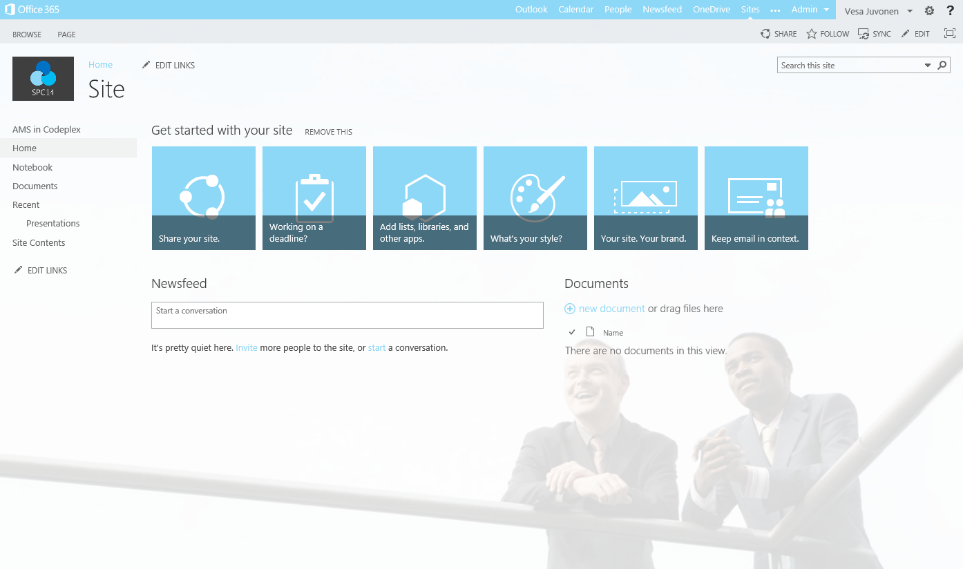 Office 365
Outlook Calendar People Newsfeed OneDrive Sites ••• Admin Vesa Juvonen ?
BROWSE PAGE
SHARE FOLLOW SYNC EDIT
SPC14
Home
EDIT LINKS
Search this site
Site
AMS in Codeplex
Home
Notebook
Documents
Recent
Presentations
Site Contents
EDIT LINKS
Get started with your site REMOVE THIS
Share your site.
Working on a
deadline?
Add lists, libraries, and
other apps.
What's your style?
Your site. Your brand.
Keep email in context.
Newsfeed
Start a conversation
It's pretty quiet here. Invite more people to the site, or start a conversation.
Documents
new document or drag files here
Name
There are no documents in this view.